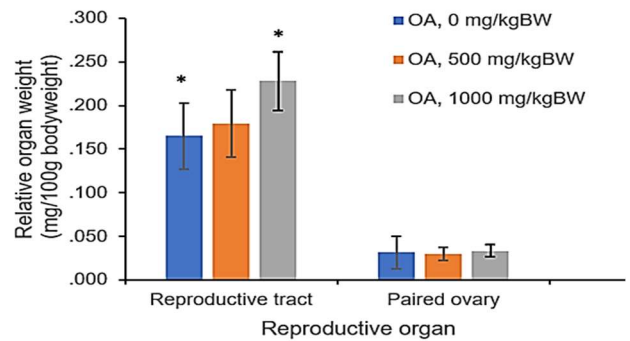 .300
.250
.200
.150
.100
.050
.000
Relative organ weight
(mg/100g bodyweight)
*
*
OA, 0 mg/kgBW
OA, 500 mg/kgBW
OA, 1000 mg/kgBW
Reproductive tract
Paired ovary
Reproductive organ